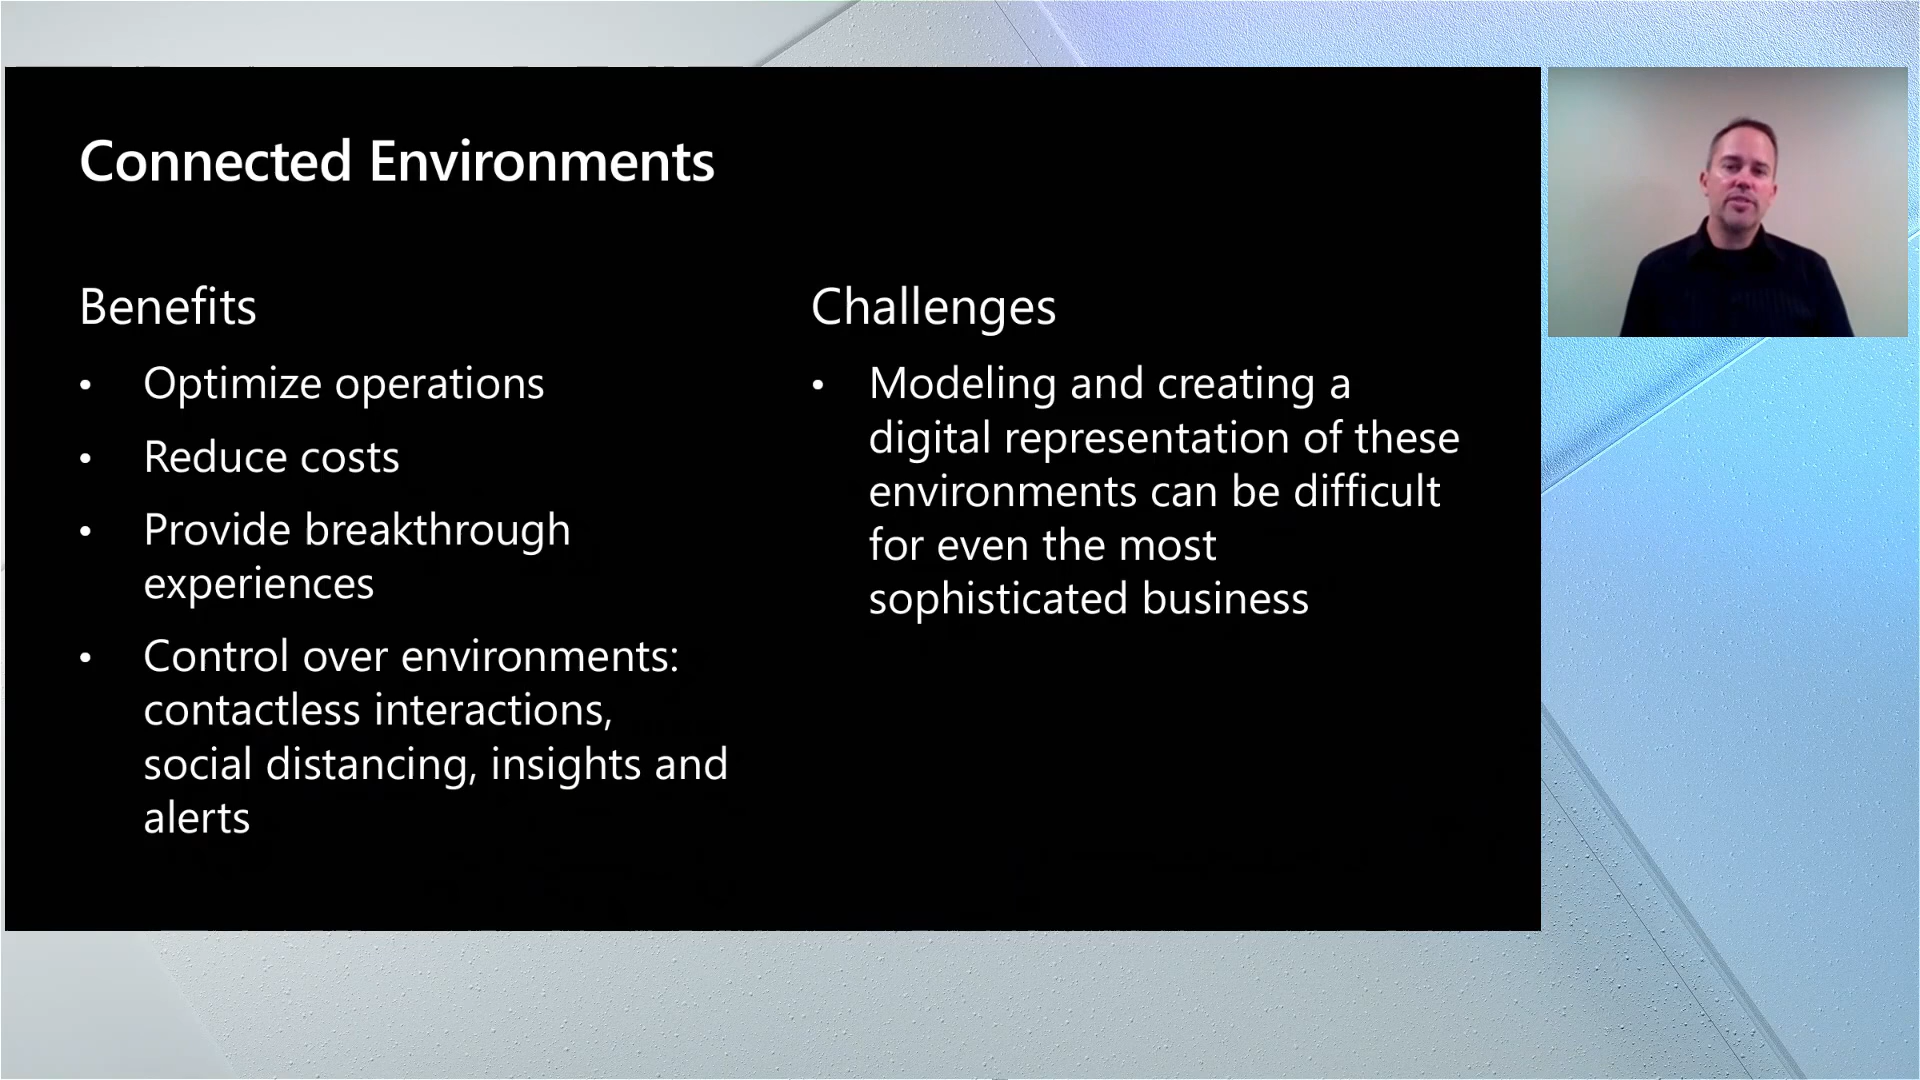 Connected Environments
Benefits
• Optimize operations
• Reduce costs
• Provide breakthrough
experiences
• Control over environments:
contactless interactions,
social distancing, insights and
alerts
Challenges
• Modeling and creating a
digital representation of these
environments can be difficult
for even the most
sophisticated business